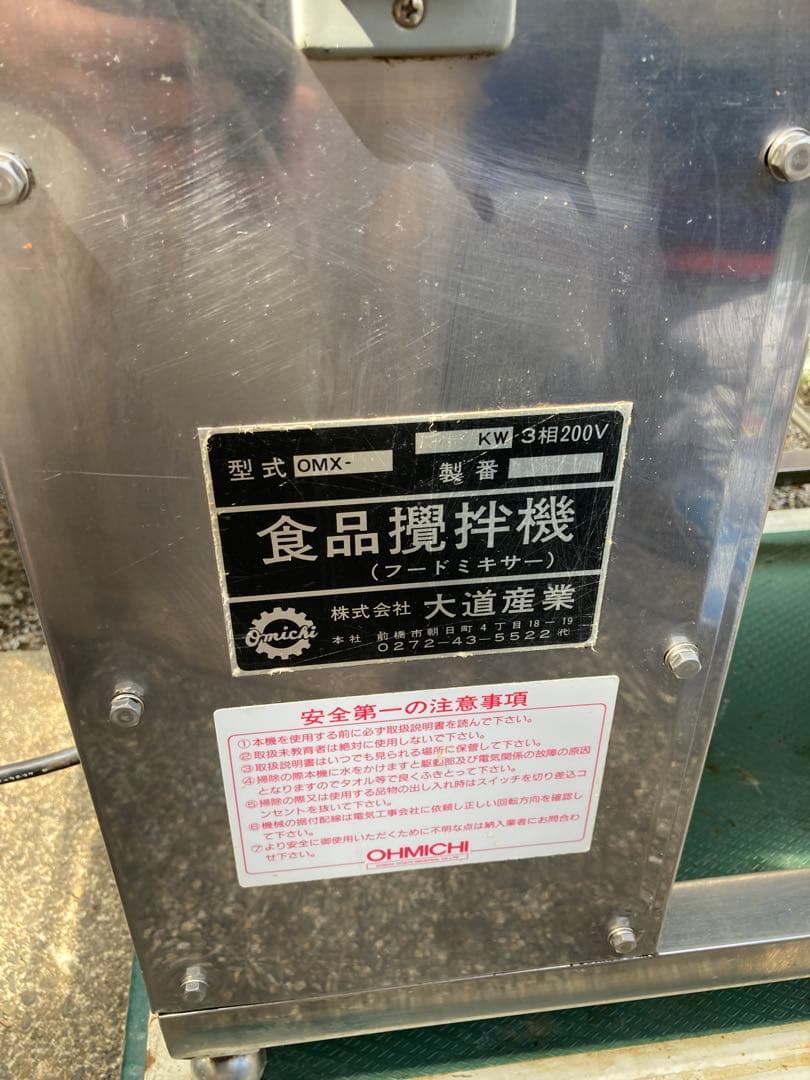 KW 3相200V
型式 OMX- 製番
食品攪拌機
(フードミキサー)
Omichi 株式会社 大道産業
本社 前橋市朝日町4丁目18-19
0272-43-5522(代)
安全第一の注意事項
①本機を使用する前に必ず取扱説明書を読んで下さい。
②取扱未教育者は絶対に使用しないで下さい。
③取扱説明書はいつでも見られる場所に保管して下さい。
④掃除の際本機に水をかけますと駆動部及び電気関係の故障の原因
となりますのでタオル等で良くふきとって下さい。
⑤掃除の際又は使用する品物の出し入れ時はスイッチを切り差込コ
ンセントを抜いて下さい。
⑥機械の据付配線は電気工事会社に依頼し正しい回転方向を確認し
て下さい。
⑦より安全に御使用いただくために不明な点は納入業者にお問合わ
せ下さい。
OHMICHI